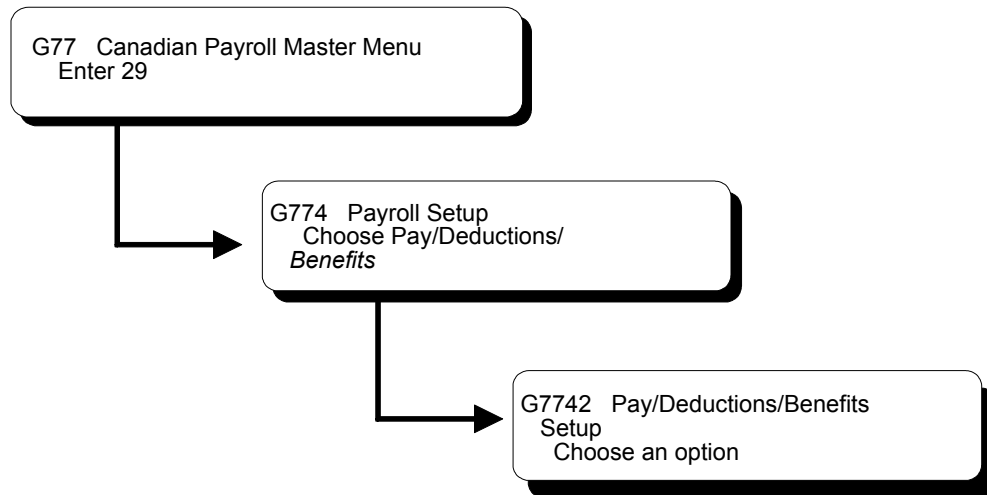 G77 Canadian Payroll Master Menu
Enter 29
G774 Payroll Setup
Choose Pay/Deductions/
Benefits
G7742 Pay/Deductions/Benefits
Setup
Choose an option